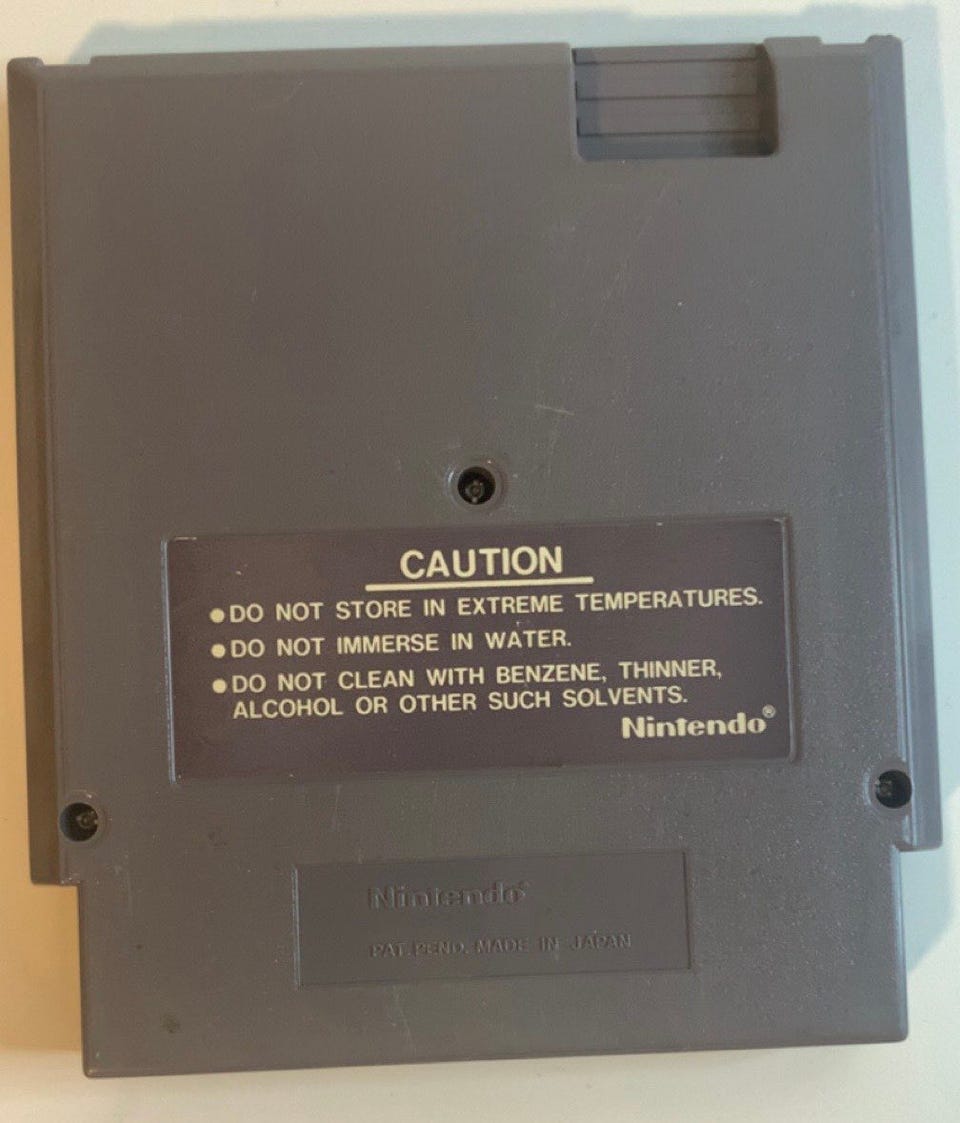 CAUTION
●DO NOT STORE IN EXTREME TEMPERATURES.
●DO NOT IMMERSE IN WATER.
●DO NOT CLEAN WITH BENZENE, THINNER,
ALCOHOL OR OTHER SUCH SOLVENTS.
Nintendo®
Nintendo®
PAT. PEND. MADE IN JAPAN